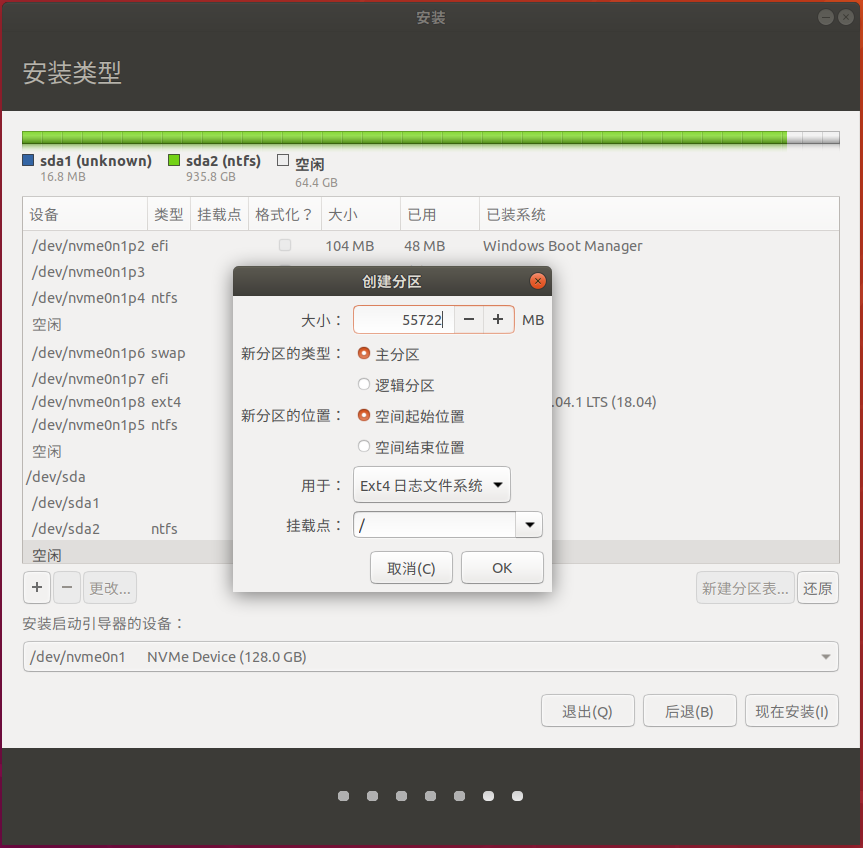 安装
安装类型
sda1 (unknown) sda2 (ntfs) 空闲
16.8 MB 935.8 GB 64.4 GB
设备 类型 挂载点 格式化？ 大小 已用 已装系统
/dev/nvme0n1p2 efi 104 MB 48 MB Windows Boot Manager
/dev/nvme0n1p3
/dev/nvme0n1p4 ntfs
空闲
/dev/nvme0n1p6 swap
/dev/nvme0n1p7 efi
/dev/nvme0n1p8 ext4 .04.1 LTS (18.04)
/dev/nvme0n1p5 ntfs
空闲
/dev/sda
/dev/sda1
/dev/sda2 ntfs
空闲
创建分区
大小： 55722 − + MB
新分区的类型： 主分区
逻辑分区
新分区的位置： 空间起始位置
空间结束位置
用于： Ext4 日志文件系统
挂载点： /
取消(C) OK
+ − 更改... 新建分区表... 还原
安装启动引导器的设备：
/dev/nvme0n1 NVMe Device (128.0 GB)
退出(Q) 后退(B) 现在安装(I)